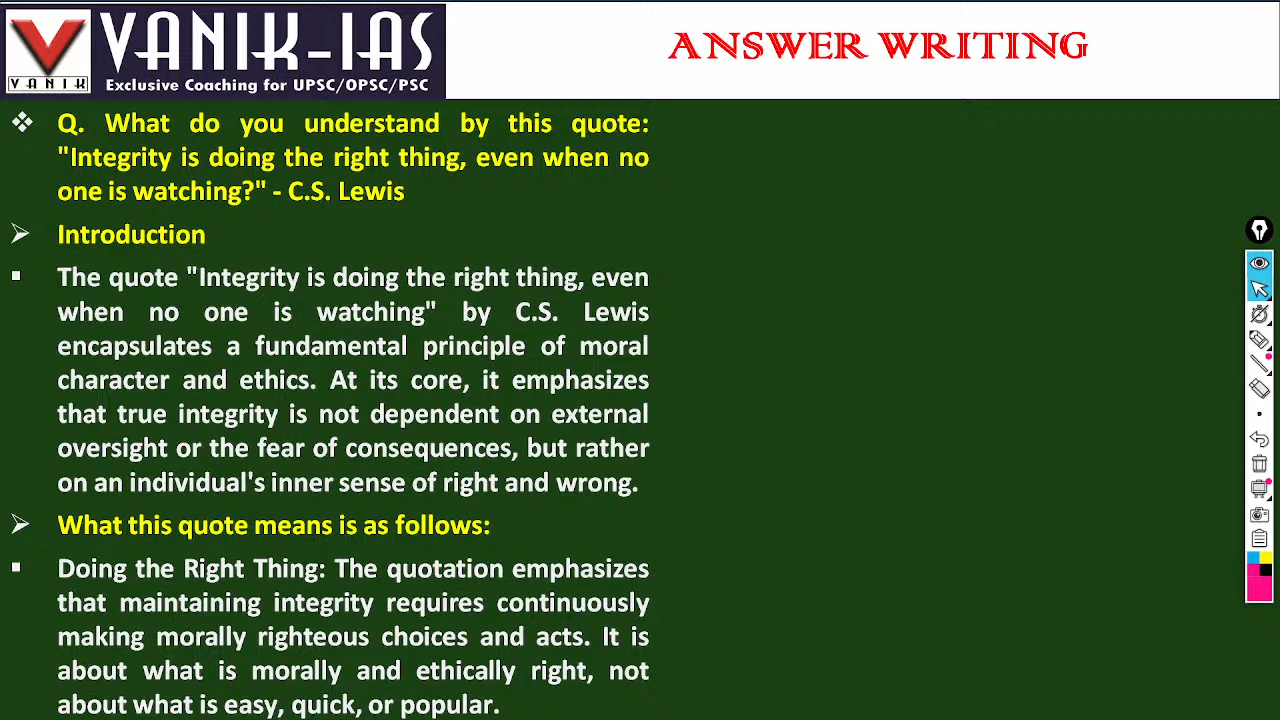 VANIK-IAS
VANIK
Exclusive Coaching for UPSC/OPSC/PSC
ANSWER WRITING
Q. What do you understand by this quote:
"Integrity is doing the right thing, even when no
one is watching?" - C.S. Lewis
Introduction
The quote "Integrity is doing the right thing, even
when no one is watching" by C.S. Lewis
encapsulates a fundamental principle of moral
character and ethics. At its core, it emphasizes
that true integrity is not dependent on external
oversight or the fear of consequences, but rather
on an individual's inner sense of right and wrong.
What this quote means is as follows:
Doing the Right Thing: The quotation emphasizes
that maintaining integrity requires continuously
making morally righteous choices and acts. It is
about what is morally and ethically right, not
about what is easy, quick, or popular.